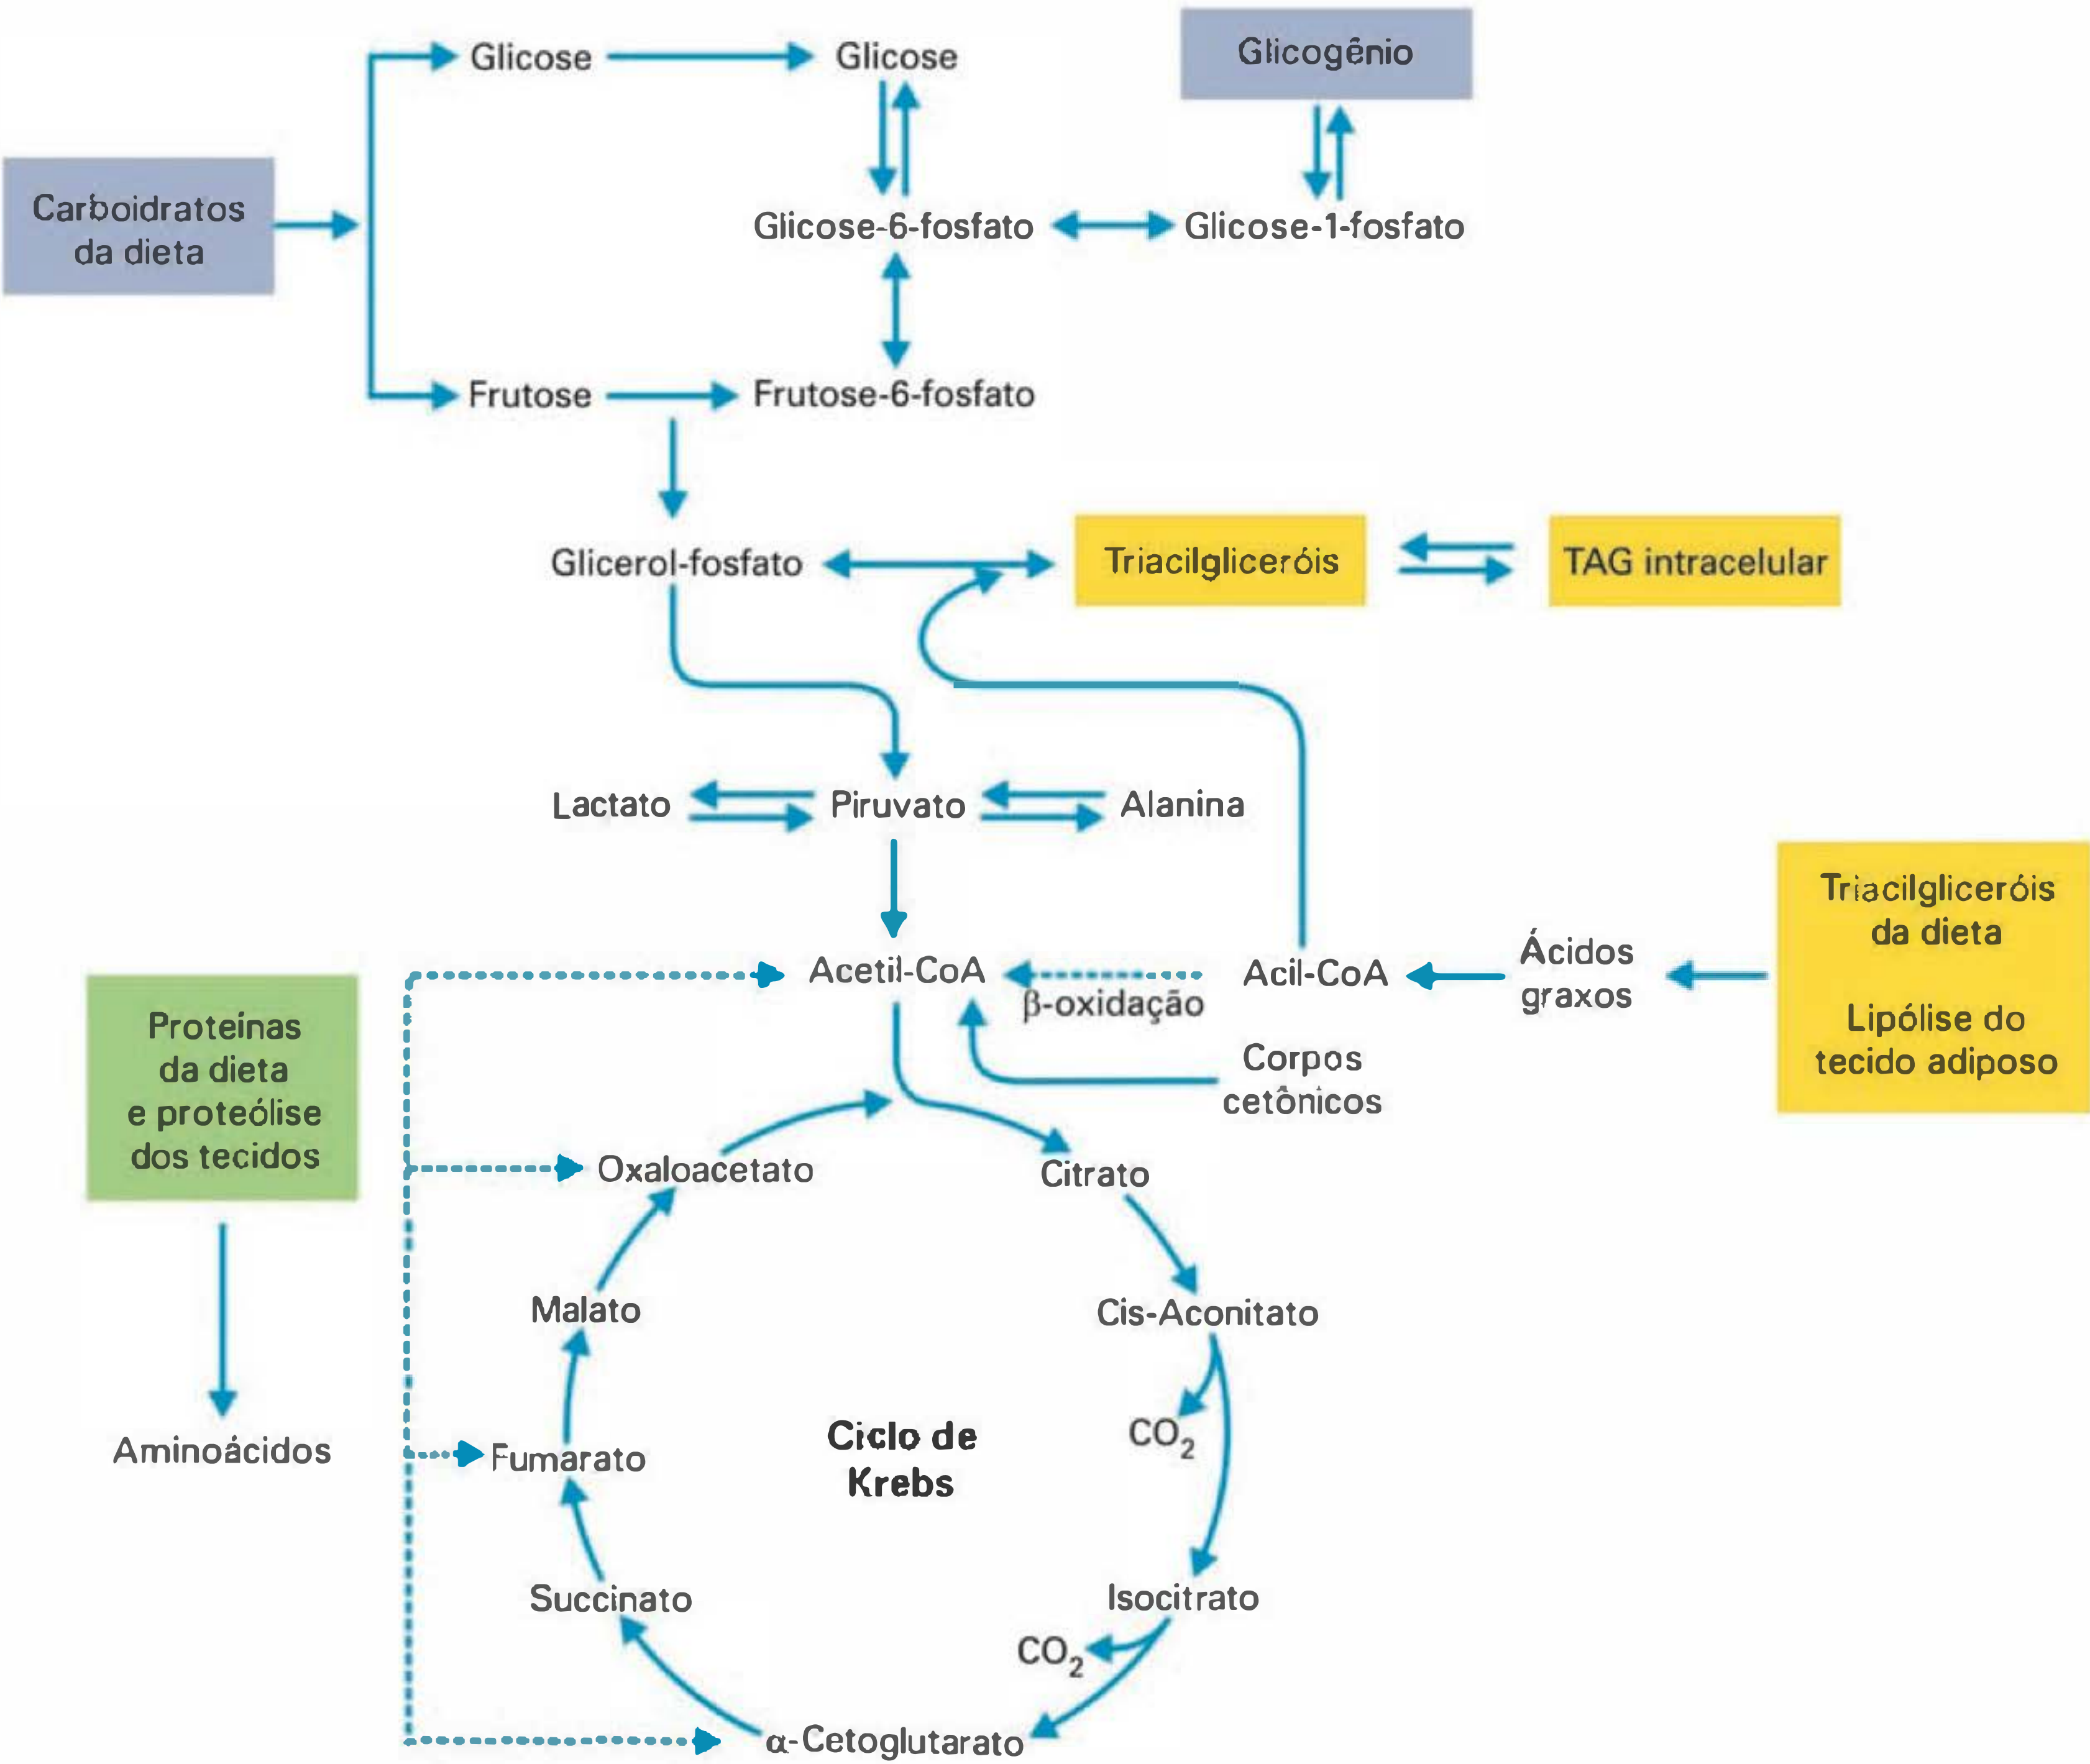 Glicose
Glicose
Glicogênio
Carboidratos
da dieta
Glicose-6-fosfato
Glicose-1-fosfato
Frutose
Frutose-6-fosfato
Glicerol-fosfato
Triacilgliceróis
TAG intracelular
Lactato
Piruvato
Alanina
Acetil-CoA
β-oxidação
Acil-CoA
Ácidos
graxos
Triacilgliceróis
da dieta
Lipólise do
tecido adiposo
Corpos
cetônicos
Proteínas
da dieta
e proteólise
dos tecidos
Aminoácidos
Oxaloacetato
Citrato
Malato
Cis-Aconitato
CO₂
Fumarato
Ciclo de
Krebs
Succinato
Isocitrato
CO₂
α-Cetoglutarato